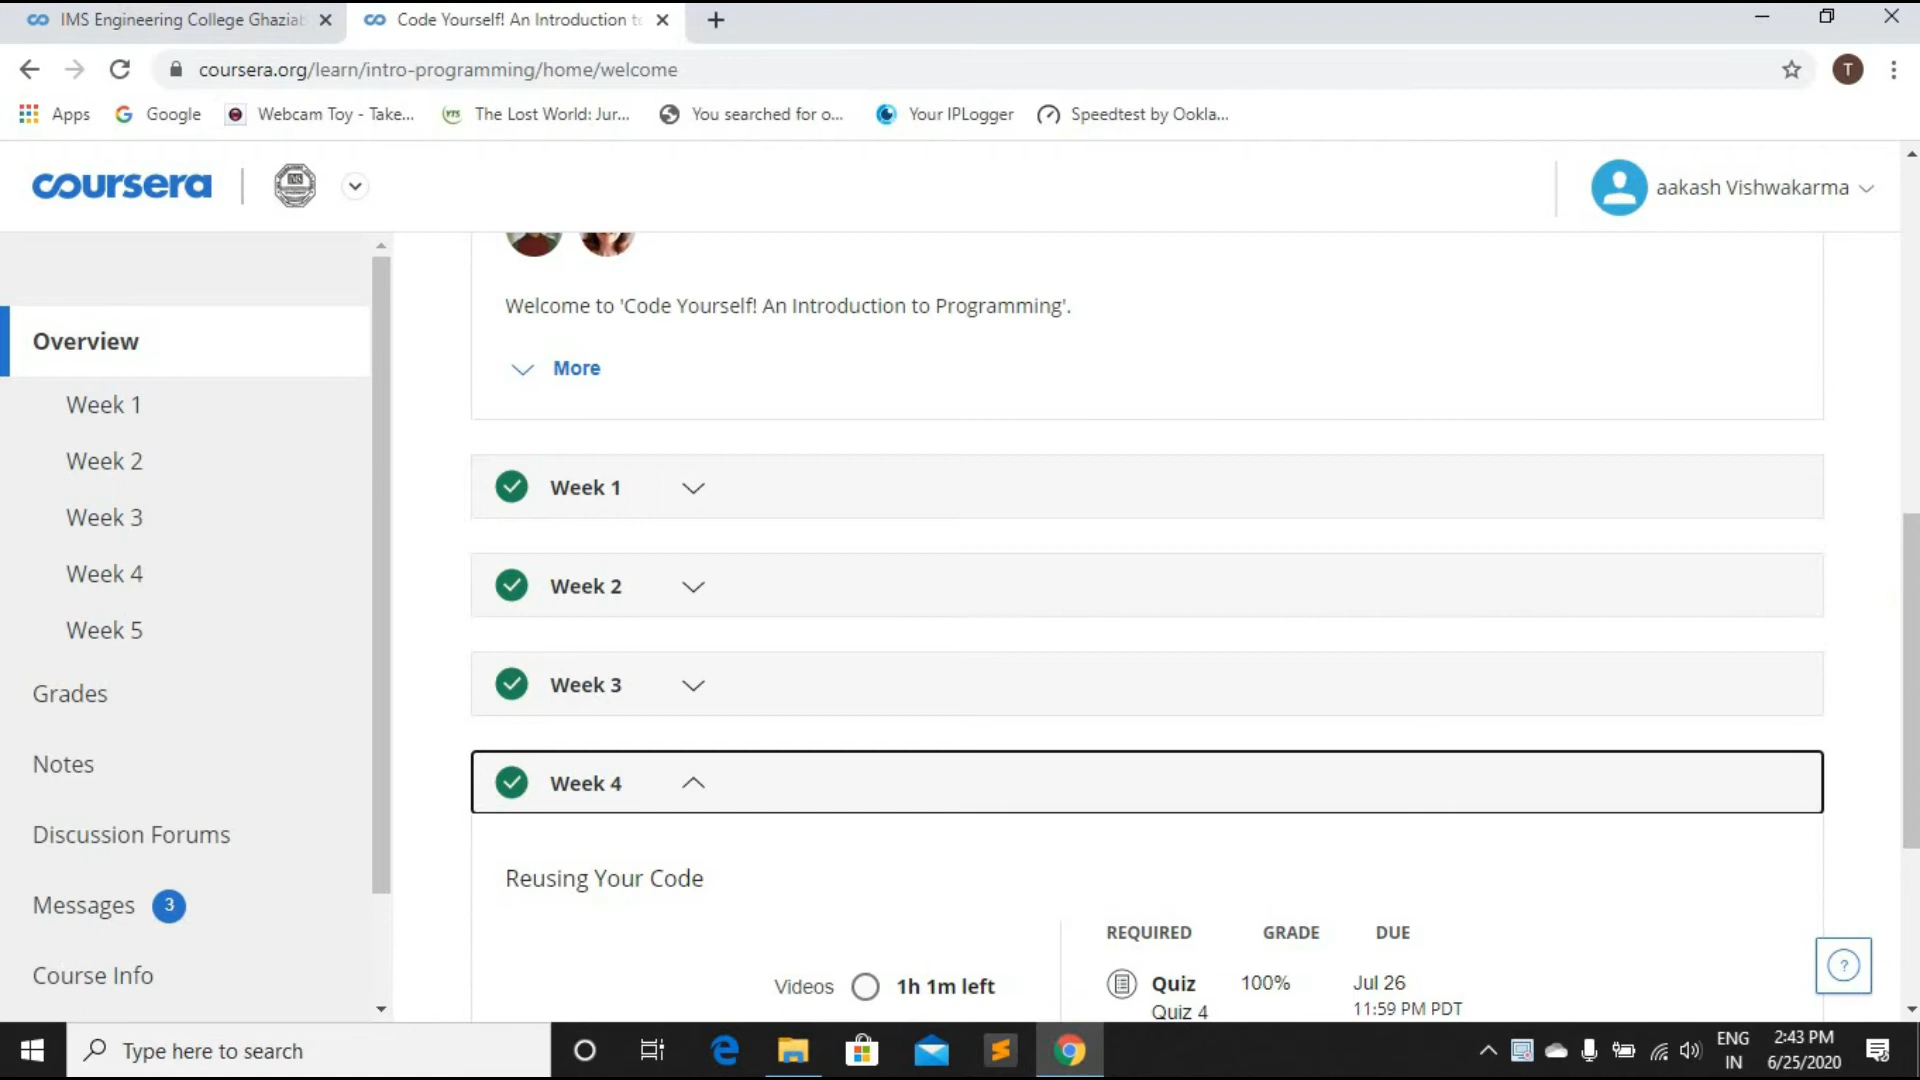 IMS Engineering College Ghaziab
Code Yourself! An Introduction to
coursera.org/learn/intro-programming/home/welcome
T
Apps
Google
Webcam Toy - Take...
YTS
The Lost World: Jur...
You searched for o...
Your IPLogger
Speedtest by Ookla...
coursera
IMS
aakash Vishwakarma
Overview
Week 1
Week 2
Week 3
Week 4
Week 5
Grades
Notes
Discussion Forums
Messages 3
Course Info
Welcome to 'Code Yourself! An Introduction to Programming'.
More
Week 1
Week 2
Week 3
Week 4
Reusing Your Code
Videos 1h 1m left
REQUIRED GRADE DUE
Quiz 100% Jul 26
Quiz 4 11:59 PM PDT
?
Type here to search
ENG
IN
2:43 PM
6/25/2020